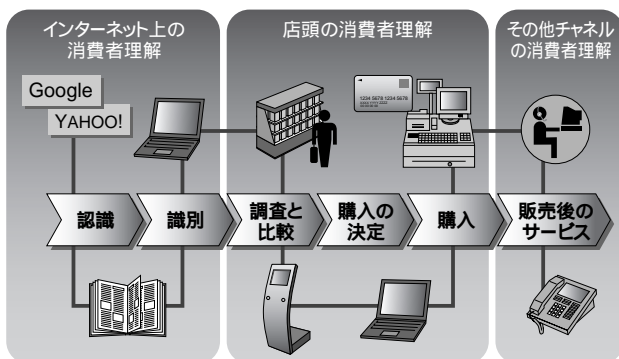 インターネット上の
消費者理解
店頭の消費者理解
その他チャネル
の消費者理解
Google
YAHOO!
1234 5678 1234 5678
認識
識別
調査と
比較
購入の
決定
購入
販売後の
サービス